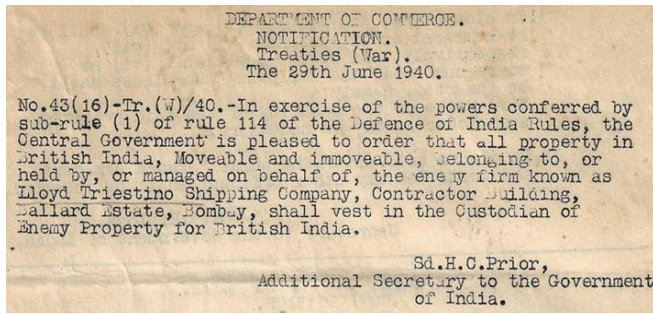 DEPARTMENT OF COMMERCE.
NOTIFICATION.
Treaties (War).
The 29th June 1940.
No.43(16)-Tr.(W)/40.-In exercise of the powers conferred by
sub-rule (1) of rule 114 of the Defence of India Rules, the
Central Government is pleased to order that all property in
British India, Moveable and immoveable, belonging to, or
held by, or managed on behalf of, the enemy firm known as
Lloyd Triestino Shipping Company, Contractor Building,
Ballard Estate, Bombay, shall vest in the Custodian of
Enemy Property for British India.
Sd.H.C.Prior,
Additional Secretary to the Government
of India.